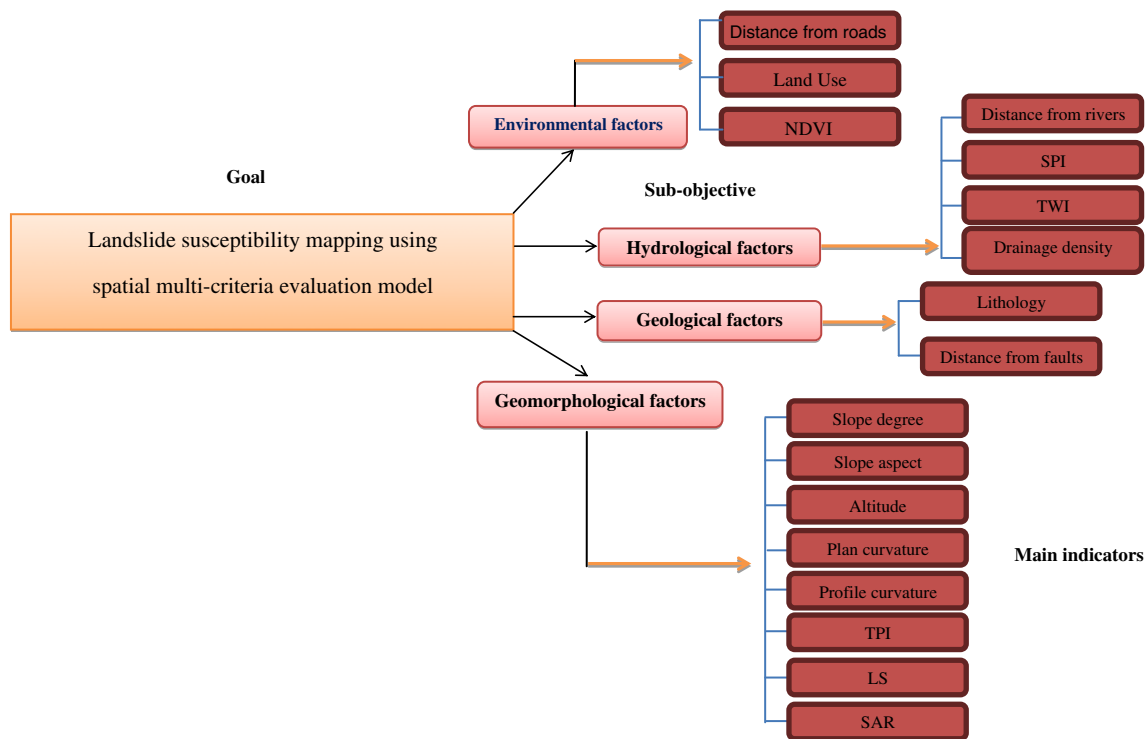 Distance from roads
Land Use
NDVI
Environmental factors
Distance from rivers
SPI
TWI
Drainage density
Goal
Sub-objective
Landslide susceptibility mapping using
spatial multi-criteria evaluation model
Hydrological factors
Geological factors
Lithology
Distance from faults
Geomorphological factors
Slope degree
Slope aspect
Altitude
Plan curvature
Profile curvature
TPI
LS
SAR
Main indicators